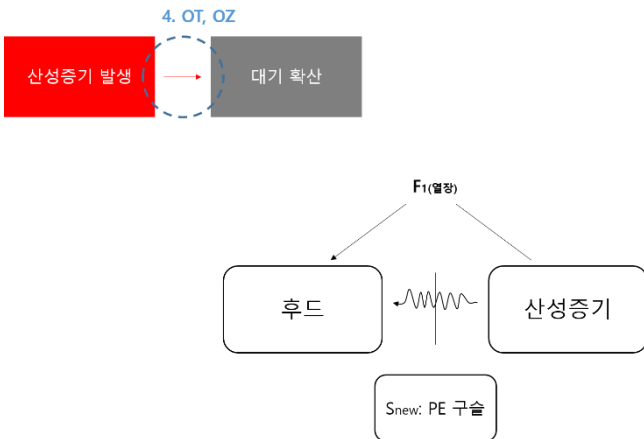 4. OT, OZ
산성증기 발생
대기 확산
F1(열장)
후드
산성증기
Snew: PE 구슬